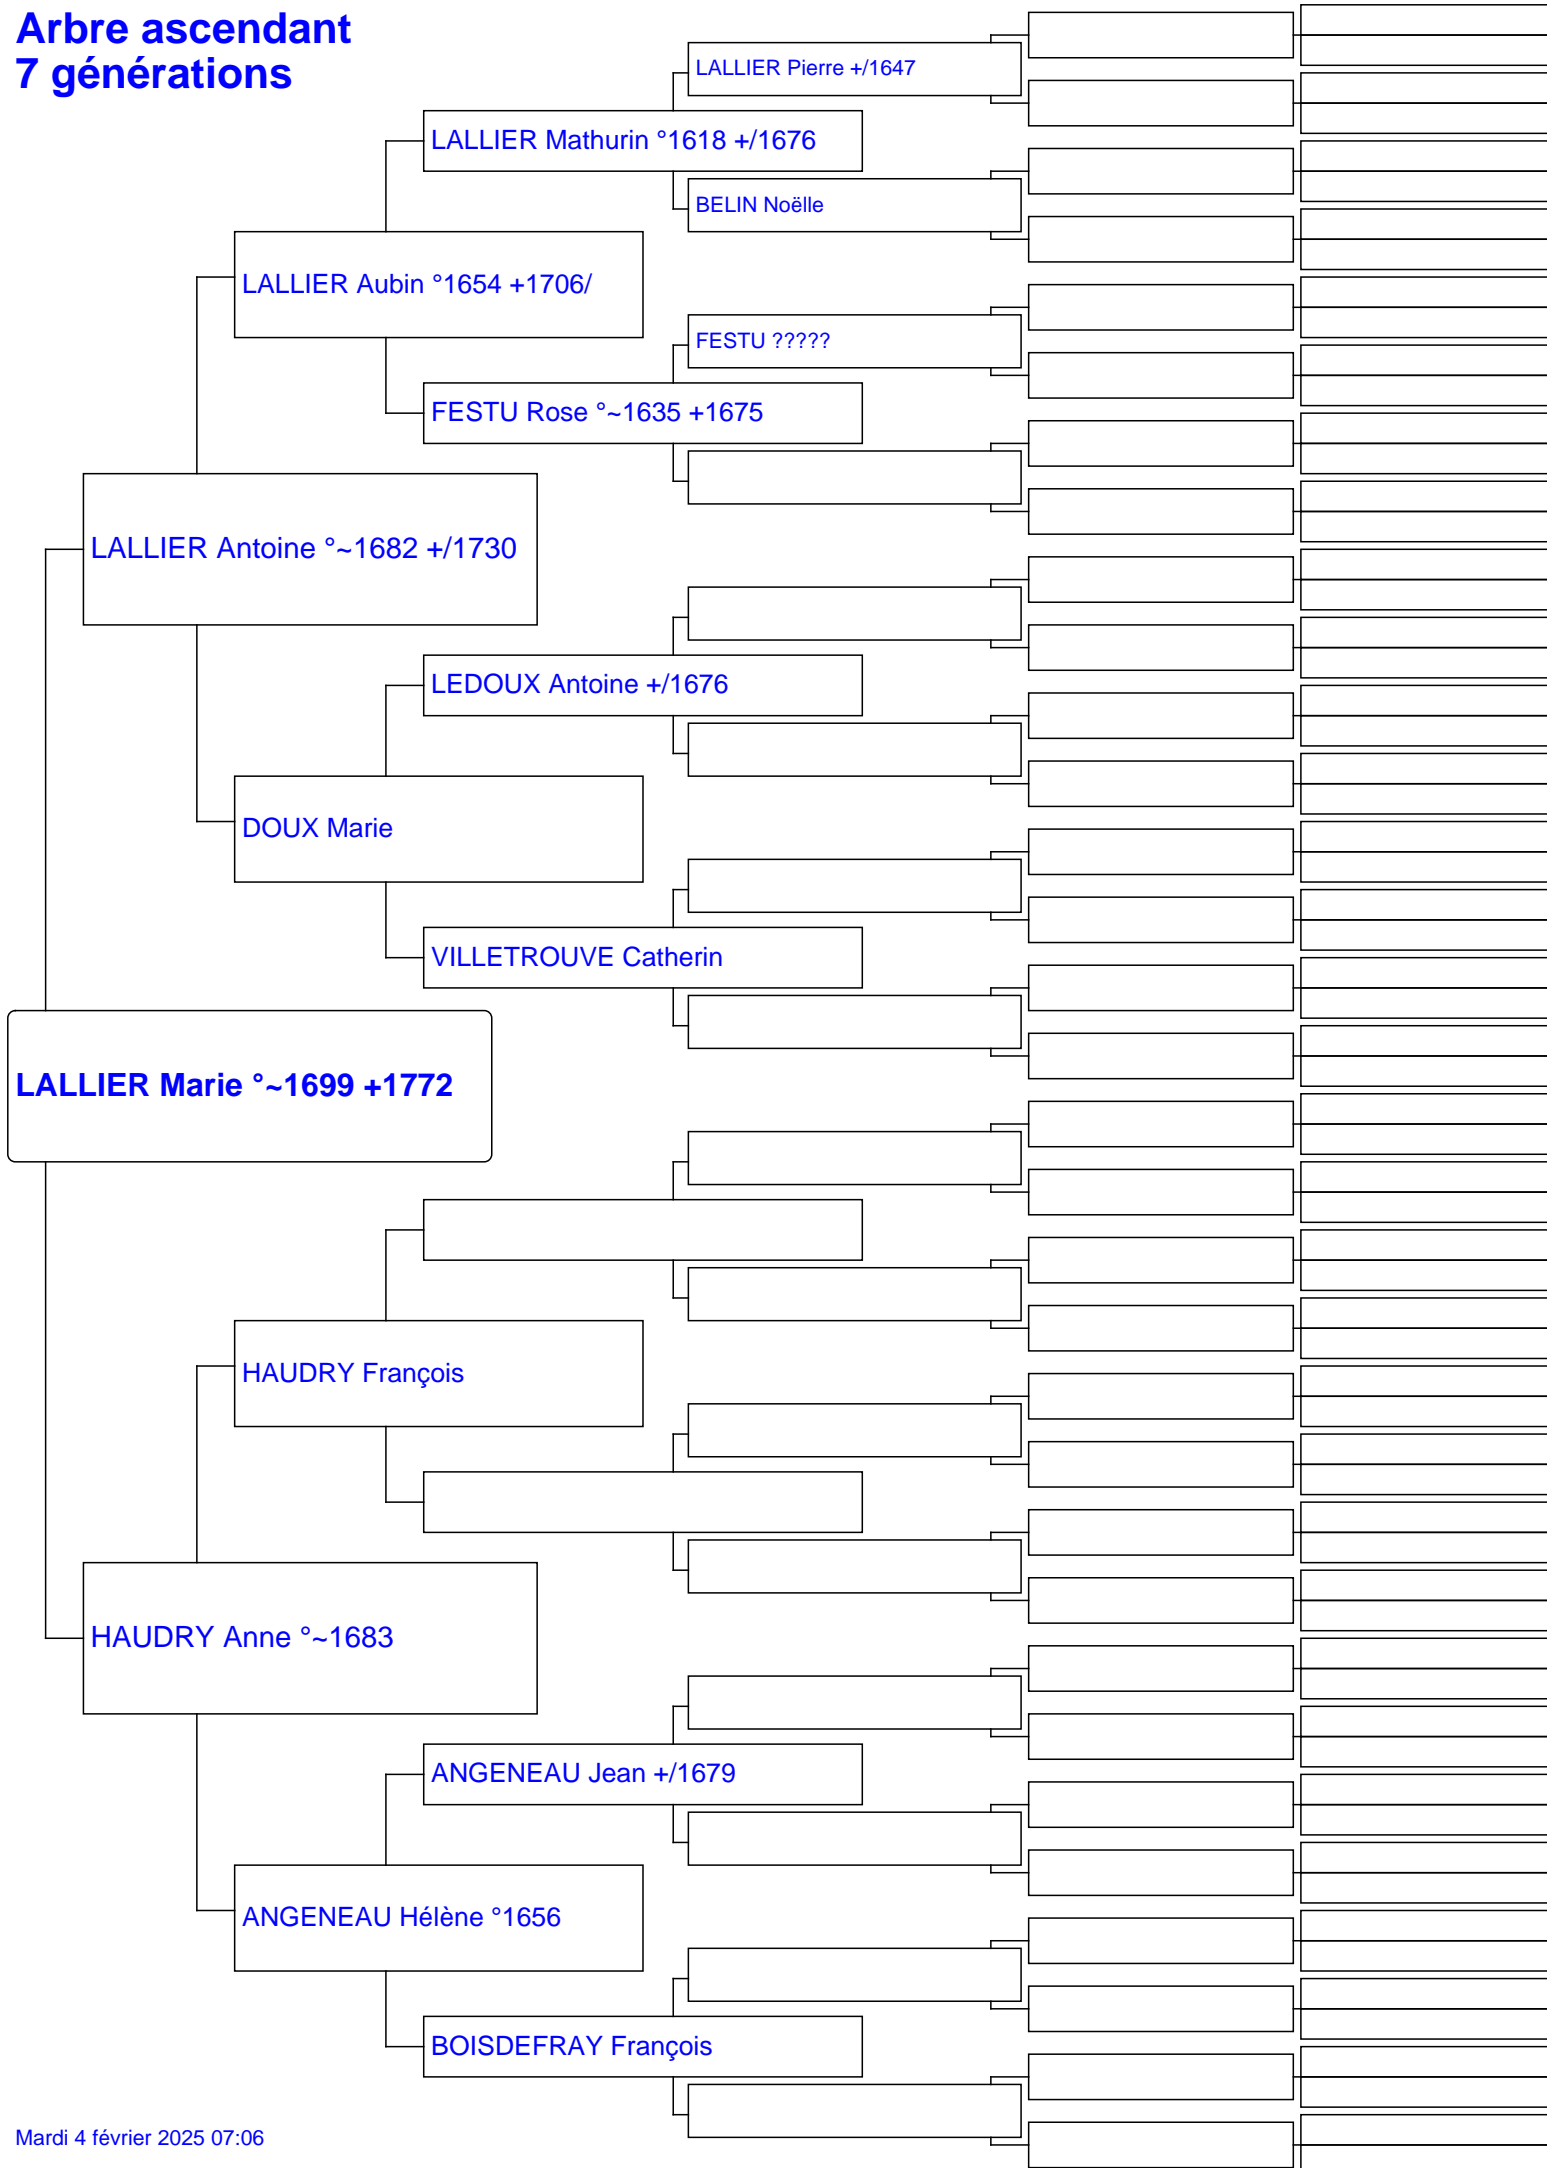 Arbre ascendant
7 générations
LALLIER Pierre +/1647
LALLIER Mathurin °1618 +/1676
BELIN Noëlle
LALLIER Aubin °1654 +1706/
FESTU ?????
FESTU Rose °~1635 +1675
LALLIER Antoine °~1682 +/1730
LEDOUX Antoine +/1676
DOUX Marie
VILLETROUVE Catherin
LALLIER Marie °~1699 +1772
HAUDRY François
HAUDRY Anne °~1683
ANGENEAU Jean +/1679
ANGENEAU Hélène °1656
BOISDEFRAY François
Mardi 4 février 2025 07:06